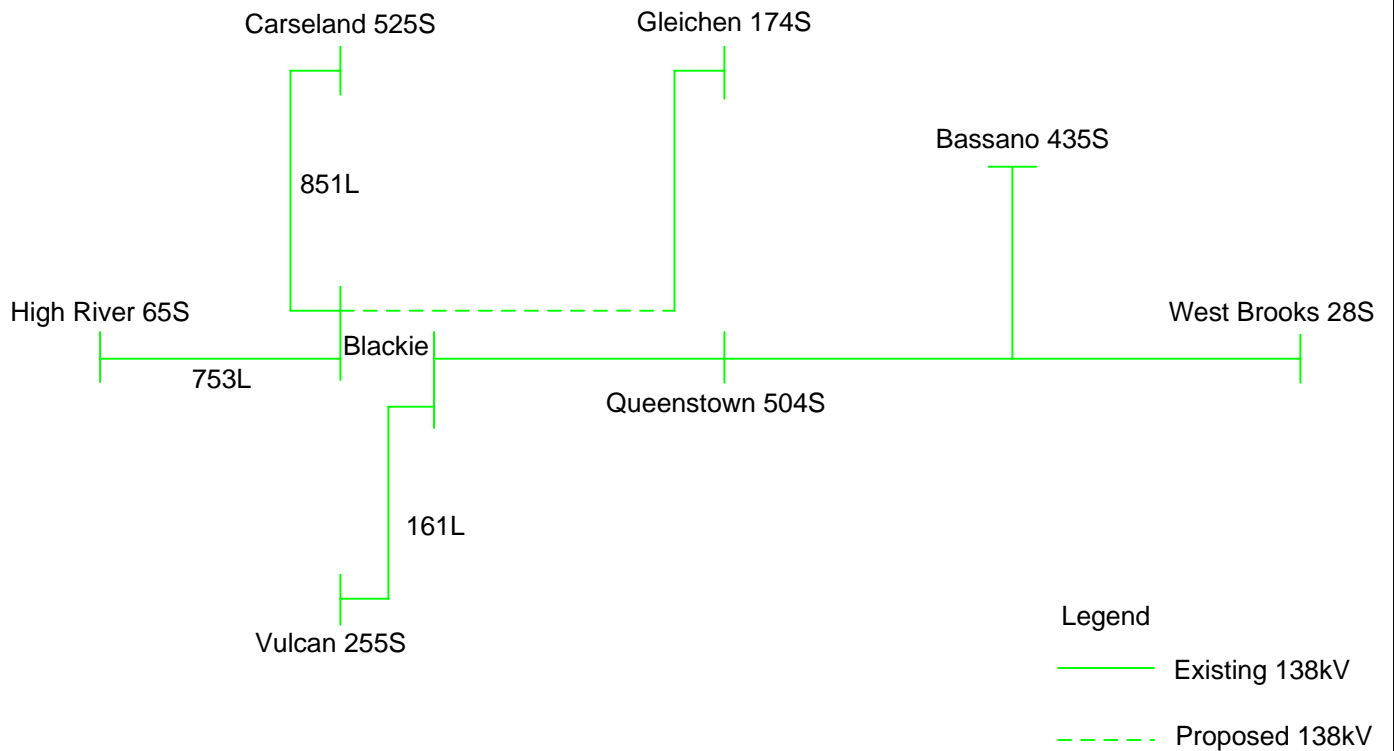 Carseland 525S
Gleichen 174S
Bassano 435S
851L
High River 65S
West Brooks 28S
Blackie
753L
Queenstown 504S
161L
Vulcan 255S
Legend
Existing 138kV
Proposed 138kV